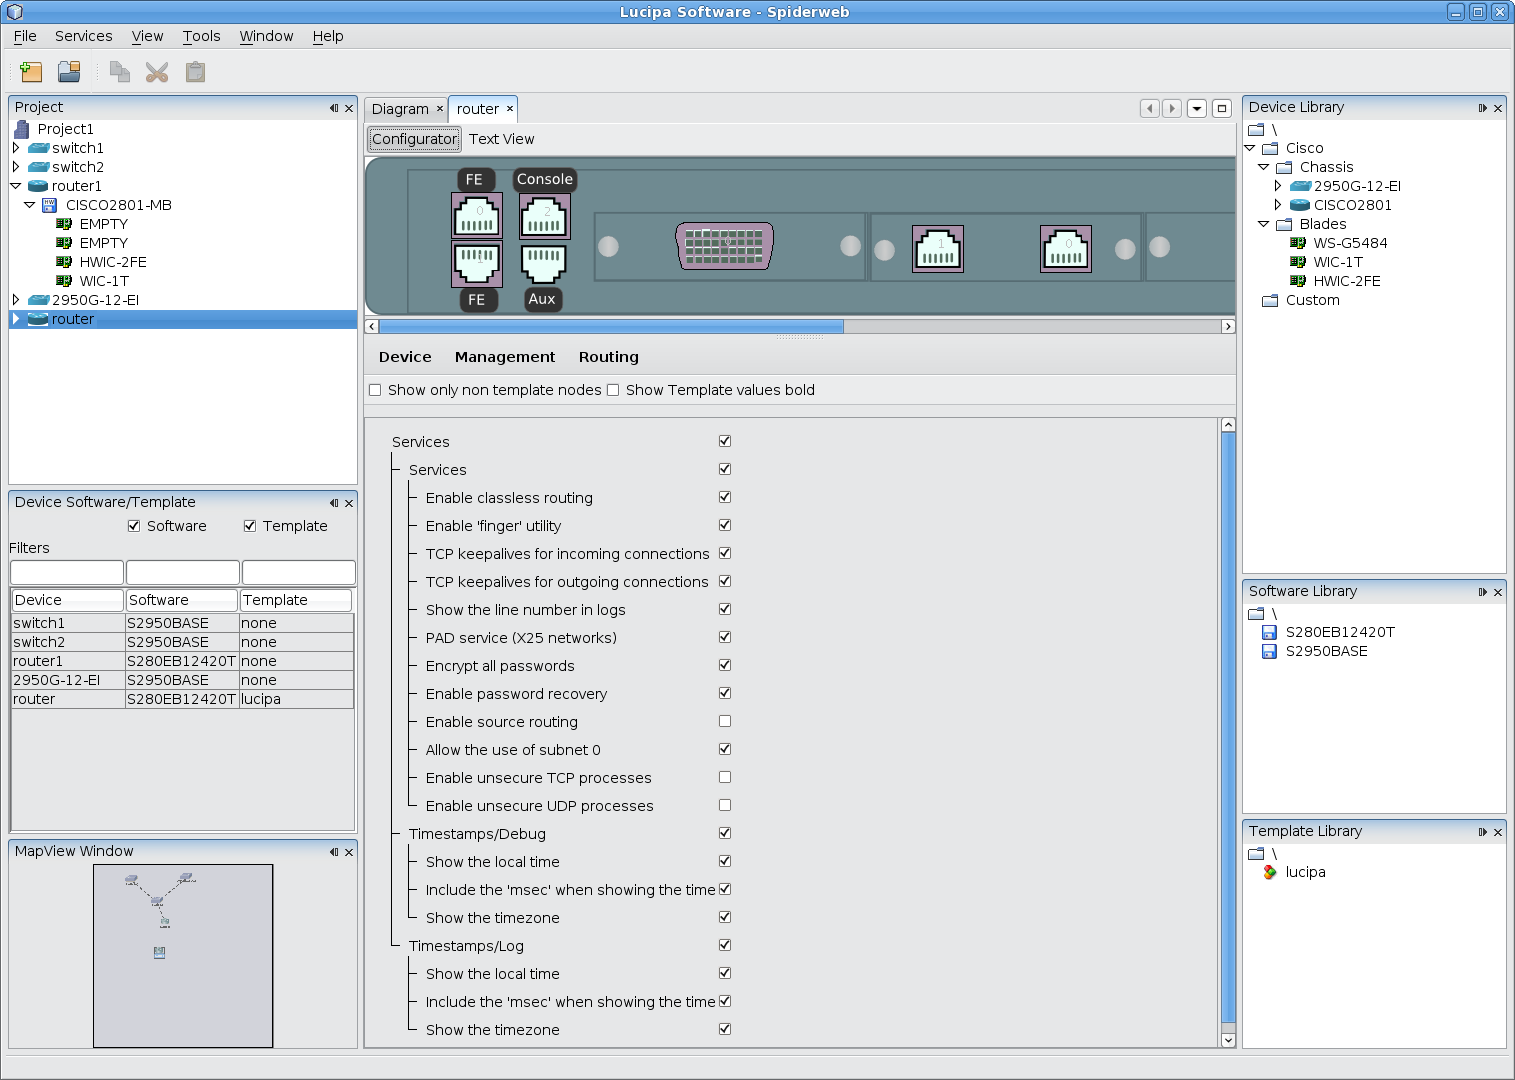 Lucipa Software - Spiderweb
File Services View Tools Window Help
Project
Project1
switch1
switch2
router1
CISCO2801-MB
EMPTY
EMPTY
HWIC-2FE
WIC-1T
2950G-12-EI
router
Device Software/Template
Software Template
Filters
Device Software Template
switch1 S2950BASE none
switch2 S2950BASE none
router1 S280EB12420T none
2950G-12-EI S2950BASE none
router S280EB12420T lucipa
MapView Window
Diagram router
Configurator Text View
FE Console
0 2
1 0
1
FE Aux
Device Management Routing
Show only non template nodes Show Template values bold
Services
Services
Enable classless routing
Enable 'finger' utility
TCP keepalives for incoming connections
TCP keepalives for outgoing connections
Show the line number in logs
PAD service (X25 networks)
Encrypt all passwords
Enable password recovery
Enable source routing
Allow the use of subnet 0
Enable unsecure TCP processes
Enable unsecure UDP processes
Timestamps/Debug
Show the local time
Include the 'msec' when showing the time
Show the timezone
Timestamps/Log
Show the local time
Include the 'msec' when showing the time
Show the timezone
Device Library
\
Cisco
Chassis
2950G-12-EI
CISCO2801
Blades
WS-G5484
WIC-1T
HWIC-2FE
Custom
Software Library
\
S280EB12420T
S2950BASE
Template Library
\
lucipa